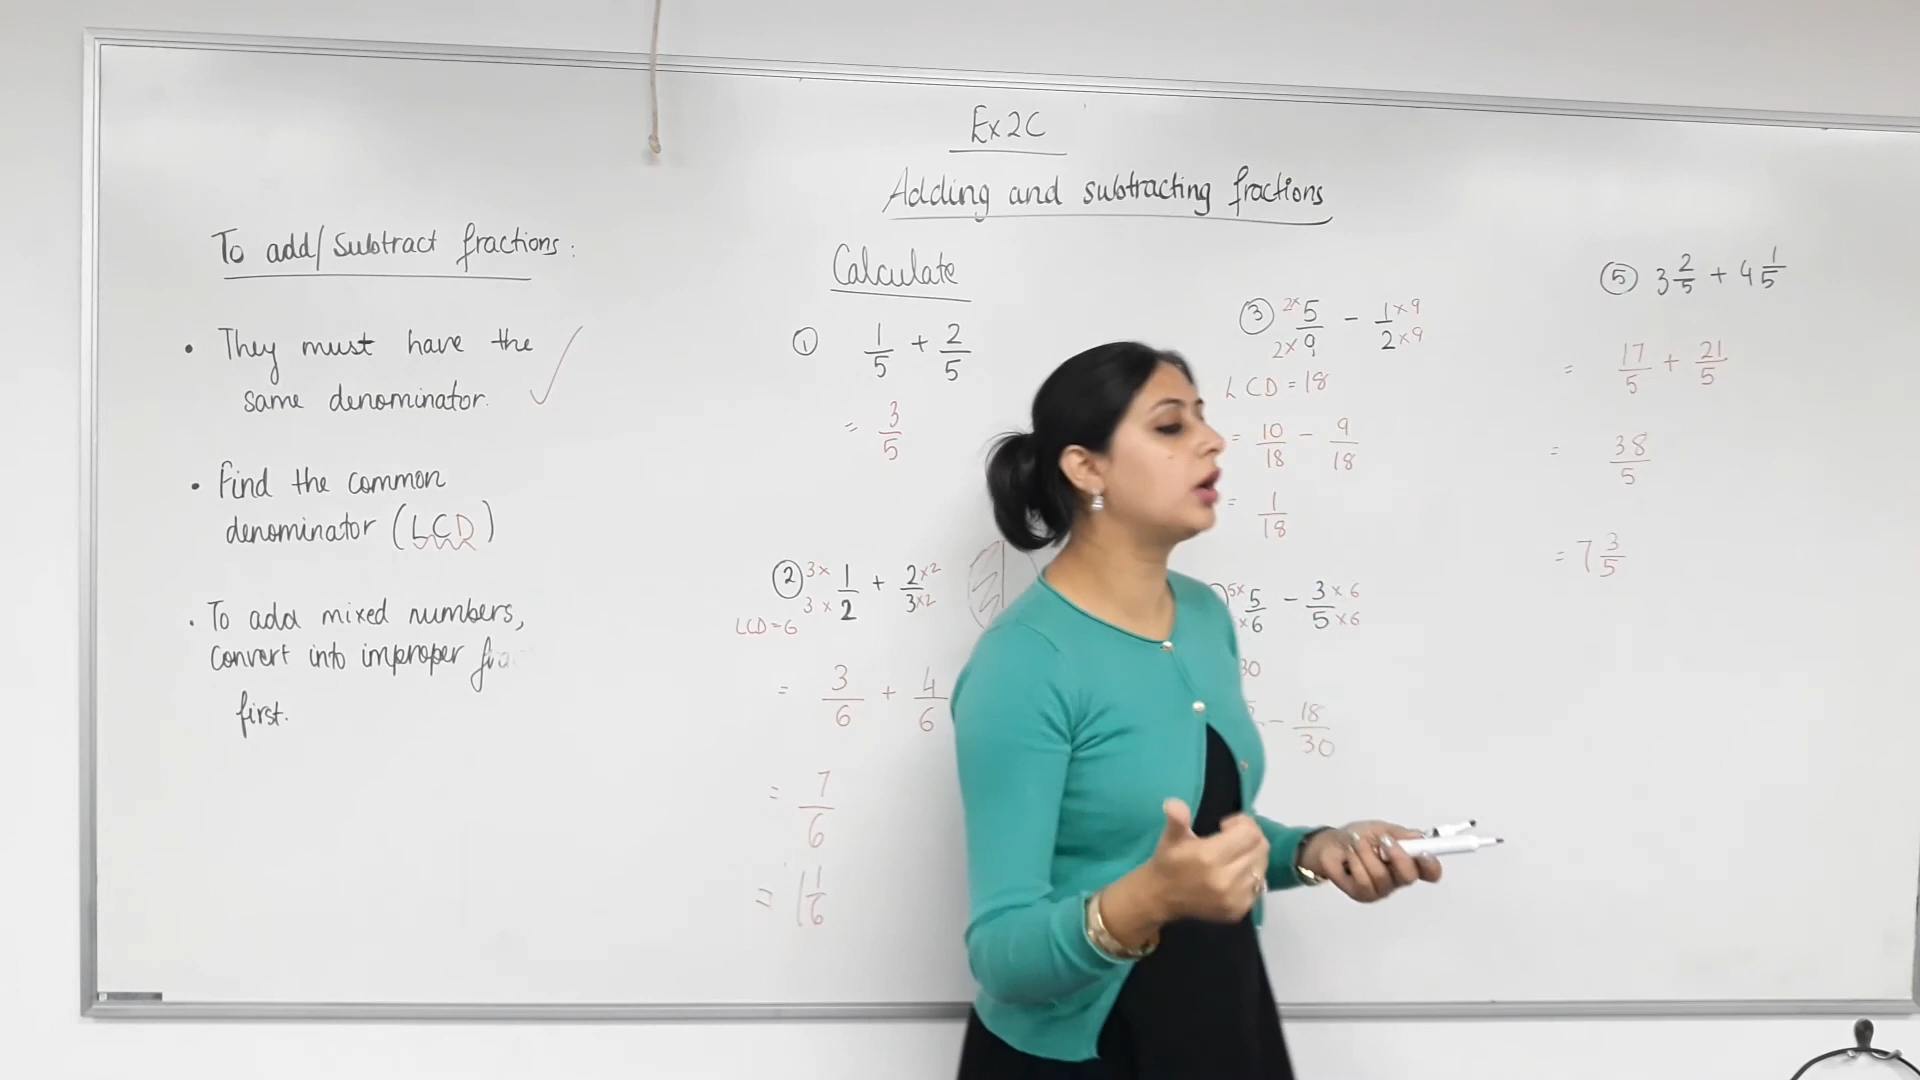 Ex2C
Adding and subtracting fractions
To add/Subtract fractions:
• They must have the
same denominator.
• Find the common
denominator (LCD)
• To add mixed numbers,
convert into improper
first.
Calculate
① 1/5 + 2/5
= 3/5
② 3× 1/2 3× + 2/3 ×2 ×2
LCD=6
= 3/6 + 4/6
= 7/6
= 1 1/6
③ 2× 5/9 2× - 1/2 ×9 ×9
LCD = 18
= 10/18 - 9/18
= 1/18
5× 5/6 - 3/5 ×6 ×6
30
- 18/30
⑤ 3 2/5 + 4 1/5
= 17/5 + 21/5
= 38/5
= 7 3/5